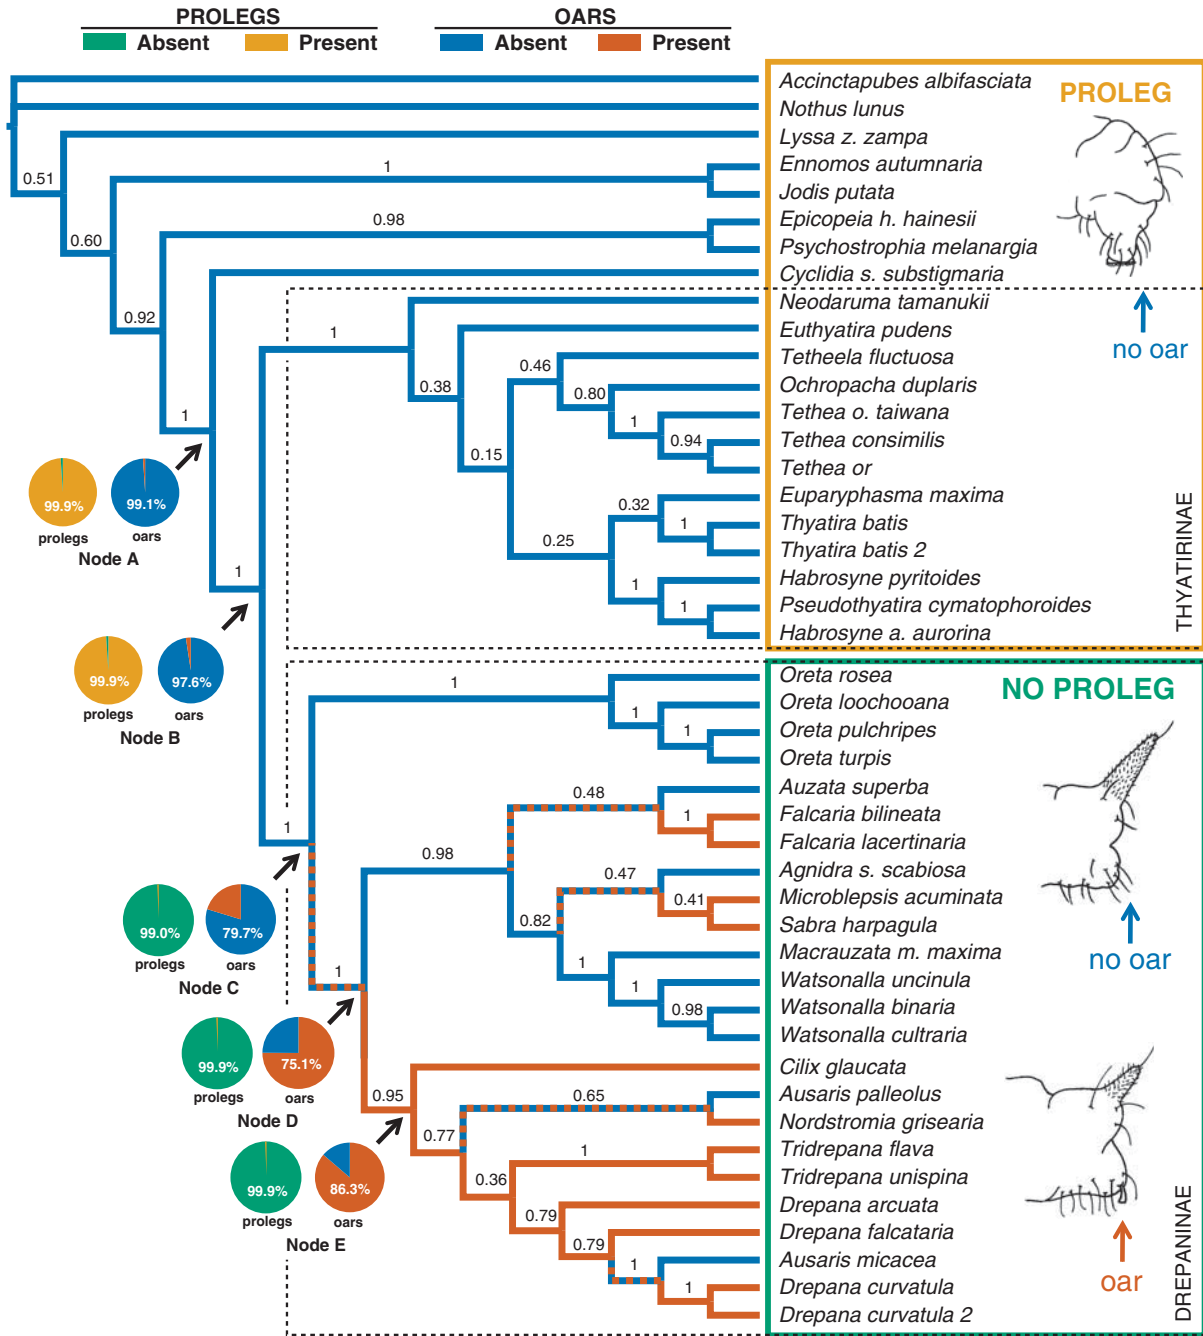 PROLEGS OARS
Absent Present Absent Present
Accinctapubes albifasciata
PROLEG
Nothus lunus
Lyssa z. zampa
1
Ennomos autumnaria
0.51
Jodis putata
0.98
Epicopeia h. hainesii
0.60
Psychostrophia melanargia
Cyclidia s. substigmaria
Neodaruma tamanukii
0.92
1
Euthyatira pudens
no oar
0.46
Tetheela fluctuosa
0.38
0.80
Ochropacha duplaris
1
1
Tethea o. taiwana
0.94
Tethea consimilis
0.15
Tethea or
99.9%
99.1%
prolegs
oars
Node A
0.32
Euparyphasma maxima
1
Thyatira batis
0.25
Thyatira batis 2
1
1
Habrosyne pyritoides
1
Pseudothyatira cymatophoroides
Habrosyne a. aurorina
THYATIRINAE
99.9%
97.6%
prolegs
oars
Node B
1
Oreta rosea
NO PROLEG
1
Oreta loochooana
1
Oreta pulchripes
Oreta turpis
0.48
Auzata superba
1
1
Falcaria bilineata
0.98
Falcaria lacertinaria
0.47
Agnidra s. scabiosa
0.41
Microblepsis acuminata
0.82
Sabra harpagula
99.0%
79.7%
prolegs
oars
Node C
1
1
Macrauzata m. maxima
no oar
1
Watsonalla uncinula
0.98
Watsonalla binaria
Watsonalla cultraria
99.9%
75.1%
prolegs
oars
Node D
0.95
Cilix glaucata
0.65
Ausaris palleolus
0.77
Nordstromia grisearia
1
Tridrepana flava
0.36
Tridrepana unispina
99.9%
86.3%
prolegs
oars
Node E
0.79
Drepana arcuata
0.79
Drepana falcataria
1
Ausaris micacea
oar
1
Drepana curvatula
Drepana curvatula 2
DREPANINAE